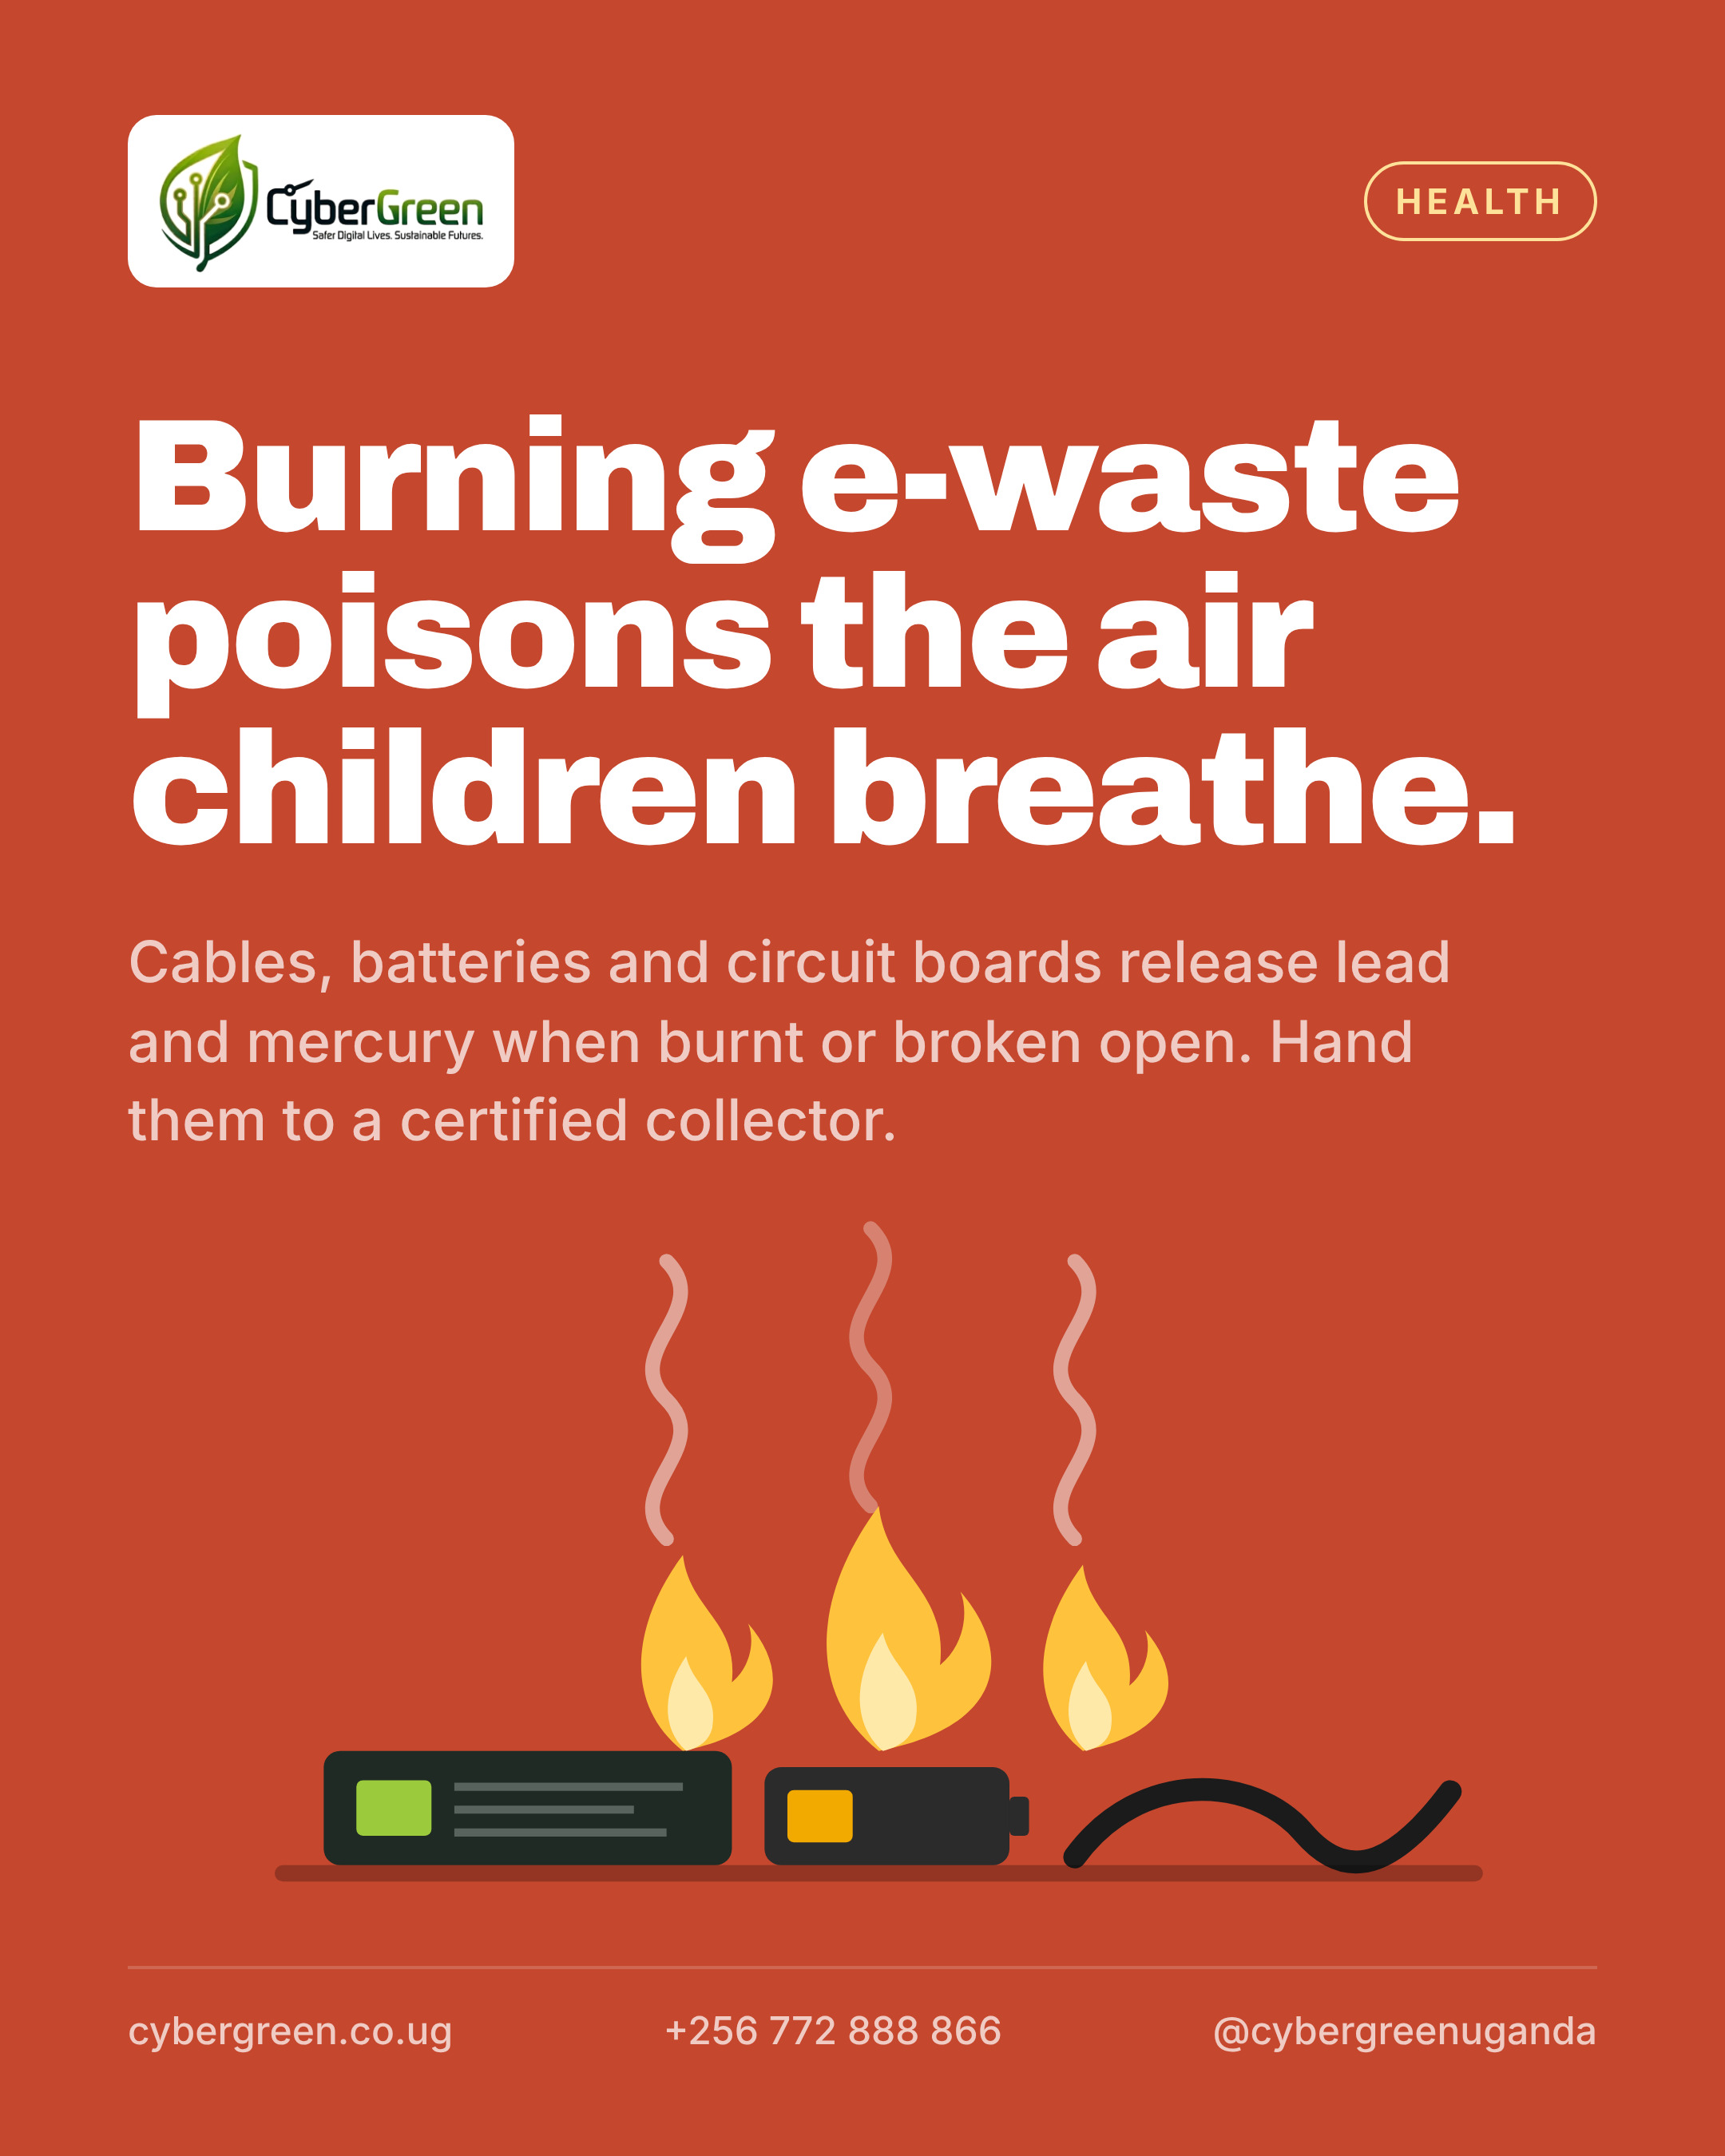 CyberGreen
Safer Digital Lives. Sustainable Futures.
HEALTH
Burning e-waste
poisons the air
children breathe.
Cables, batteries and circuit boards release lead
and mercury when burnt or broken open. Hand
them to a certified collector.
cybergreen.co.ug
+256 772 888 866
@cybergreenuganda